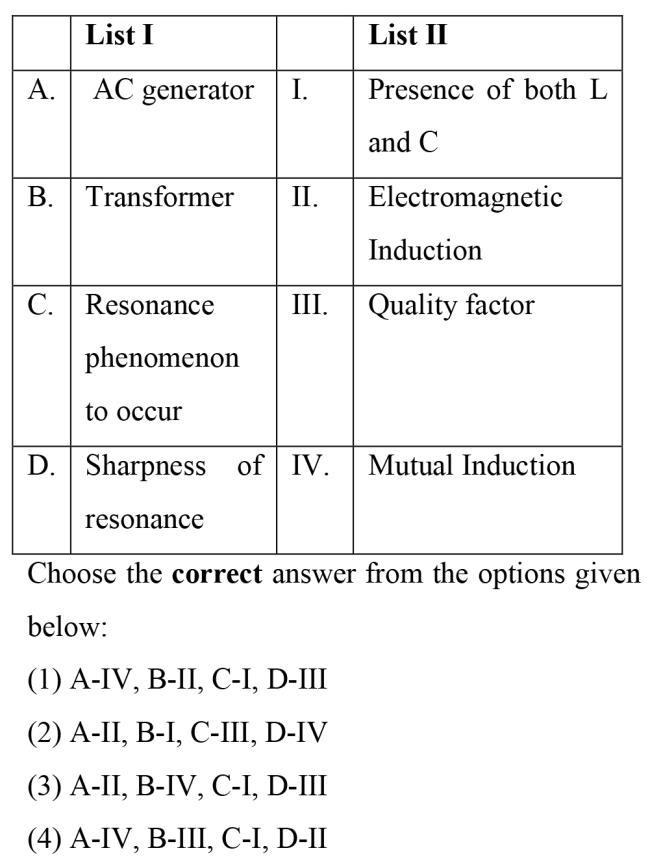 List I List II
A. AC generator I. Presence of both L
and C
B. Transformer II. Electromagnetic
Induction
C. Resonance III. Quality factor
phenomenon
to occur
D. Sharpness of IV. Mutual Induction
resonance
Choose the correct answer from the options given
below:
(1) A-IV, B-II, C-I, D-III
(2) A-II, B-I, C-III, D-IV
(3) A-II, B-IV, C-I, D-III
(4) A-IV, B-III, C-I, D-II